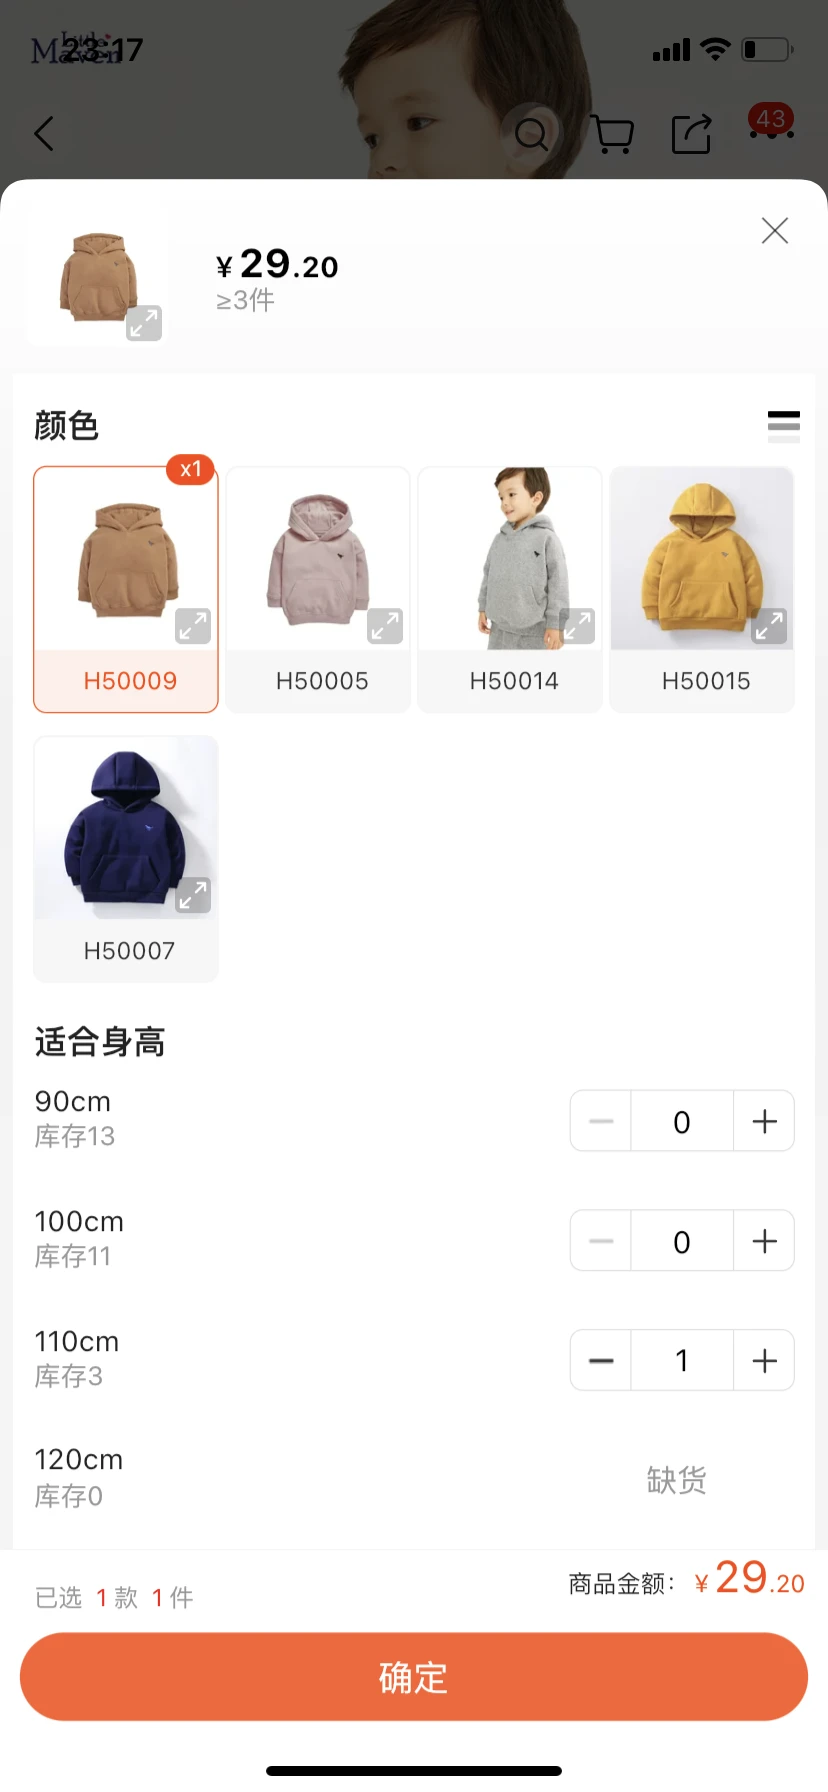 Little
Maven
23:17
43
¥29.20
≥3件
颜色
x1
H50009
H50005
H50014
H50015
H50007
适合身高
90cm
库存13
0
100cm
库存11
0
110cm
库存3
1
120cm
库存0
缺货
已选 1 款 1 件
商品金额: ¥29.20
确定